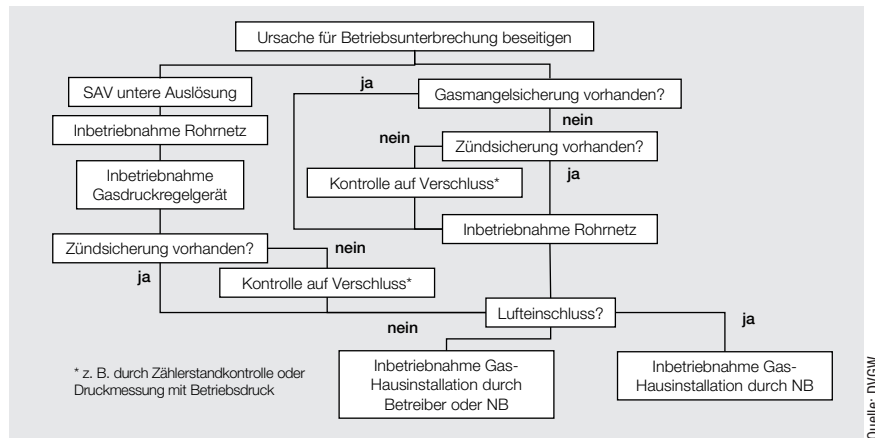 Ursache für Betriebsunterbrechung beseitigen
ja
SAV untere Auslösung
Gasmangelsicherung vorhanden?
nein
Inbetriebnahme Rohrnetz
nein
Zündsicherung vorhanden?
ja
Inbetriebnahme
Gasdruckregelgerät
Kontrolle auf Verschluss*
Inbetriebnahme Rohrnetz
Zündsicherung vorhanden?
nein
ja
Kontrolle auf Verschluss*
Lufteinschluss?
nein
ja
* z. B. durch Zählerstandkontrolle oder
Druckmessung mit Betriebsdruck
Inbetriebnahme Gas-
Hausinstallation durch
Betreiber oder NB
Inbetriebnahme Gas-
Hausinstallation durch NB
Quelle: DVGW